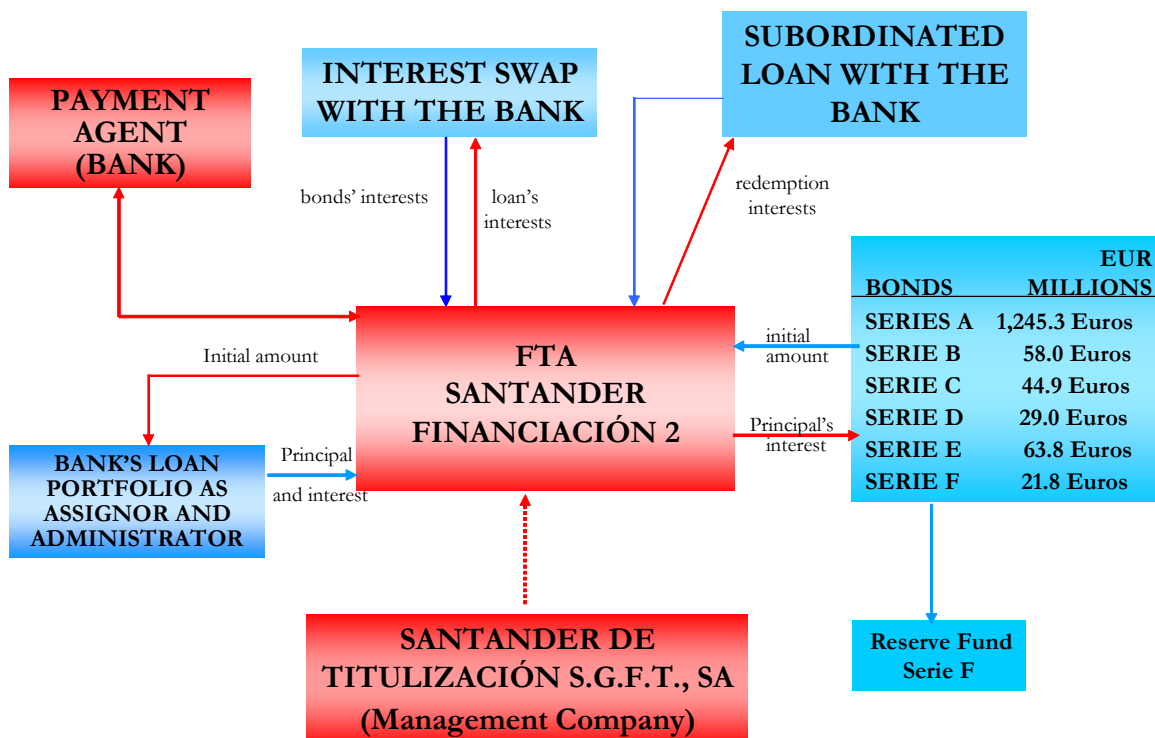 PAYMENT
AGENT
(BANK)
INTEREST SWAP
WITH THE BANK
SUBORDINATED
LOAN WITH THE
BANK
bonds' interests
loan's
interests
redemption
interests
EUR
BONDS MILLIONS
SERIES A 1,245.3 Euros
SERIE B 58.0 Euros
SERIE C 44.9 Euros
SERIE D 29.0 Euros
SERIE E 63.8 Euros
SERIE F 21.8 Euros
initial
amount
Principal's
interest
Initial amount
FTA
SANTANDER
FINANCIACIÓN 2
BANK'S LOAN
PORTFOLIO AS
ASSIGNOR AND
ADMINISTRATOR
Principal
and interest
SANTANDER DE
TITULIZACIÓN S.G.F.T., SA
(Management Company)
Reserve Fund
Serie F